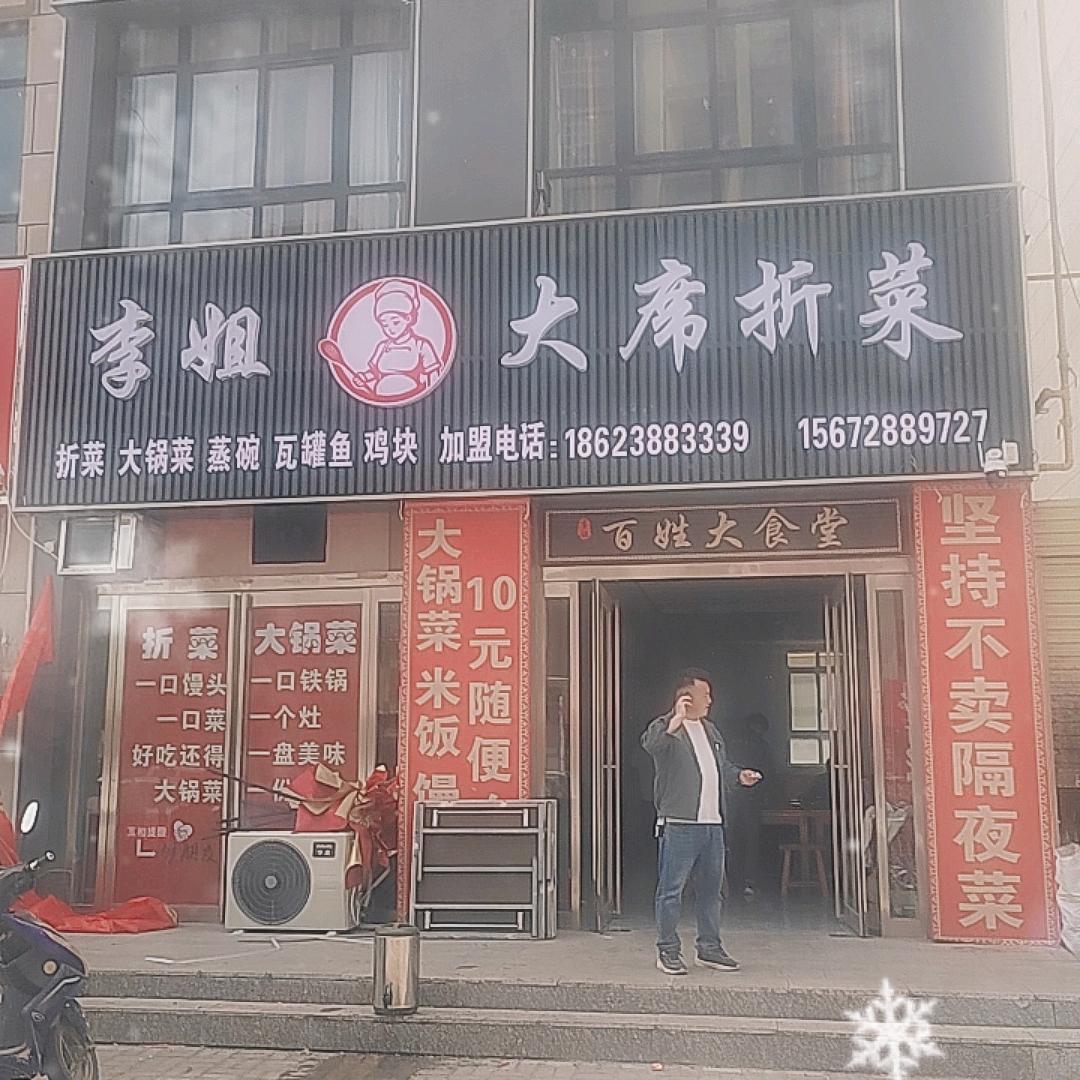 李姐 大席折菜
折菜 大锅菜 蒸碗 瓦罐鱼 鸡块 加盟电话:18623883339 15672889727
百姓大食堂
大锅菜米饭馒
10元随便
坚持不卖隔夜菜
折菜
一口馒头
一口菜
好吃还得
大锅菜
大锅菜
一口铁锅
一个灶
一盘美味